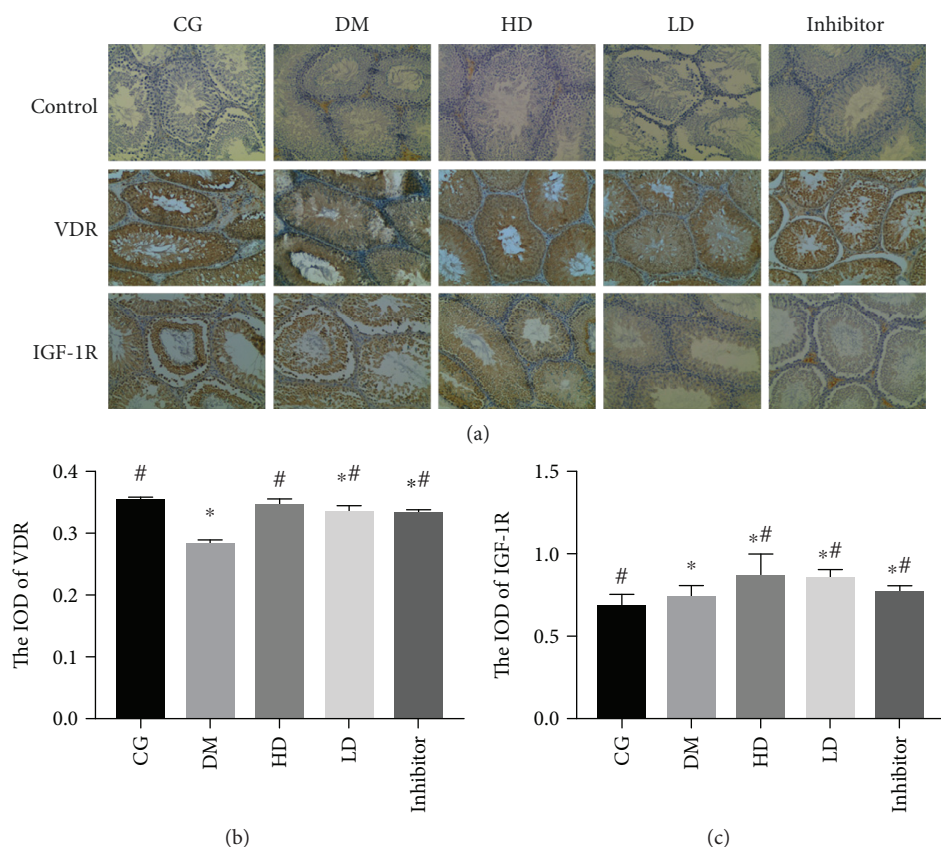 CG DM HD LD Inhibitor
Control
VDR
IGF-1R
(a)
The IOD of VDR
0.4
0.3
0.2
0.1
0.0
# * # *# *#
CG DM HD LD Inhibitor
(b)
The IOD of IGF-1R
1.5
1.0
0.5
0.0
# * *# *# *#
CG DM HD LD Inhibitor
(c)